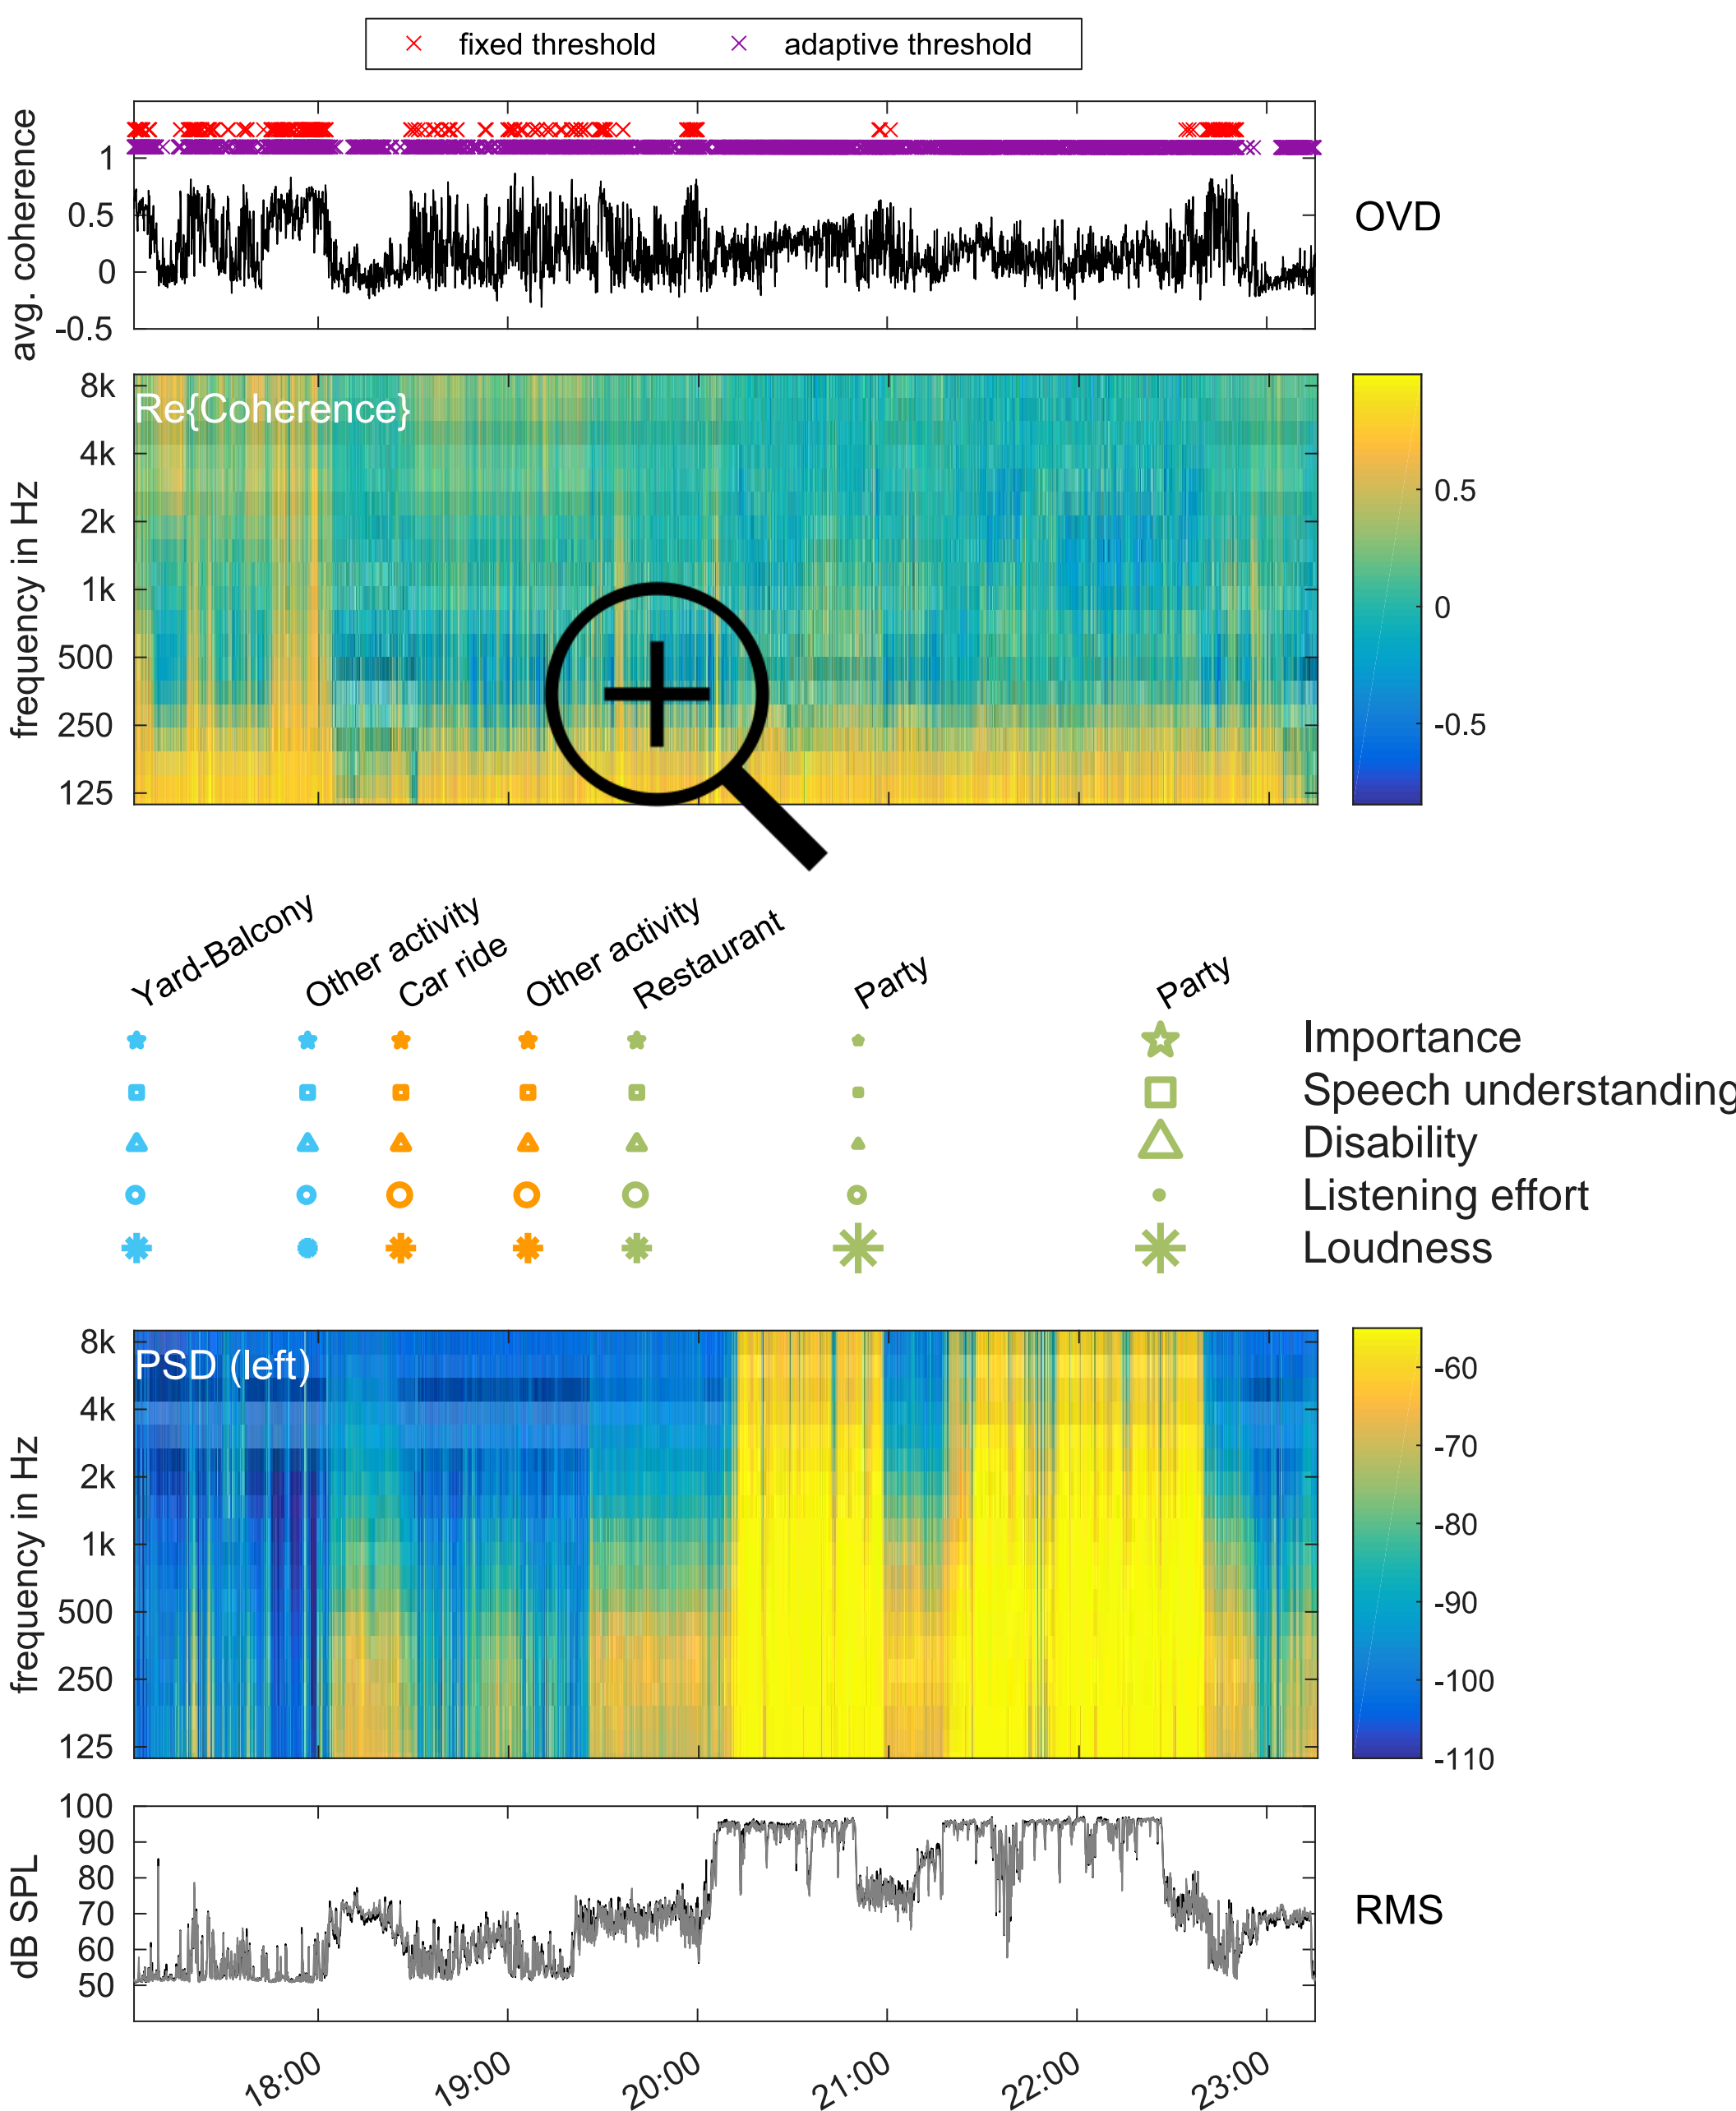 fixed threshold
adaptive threshold
avg. coherence
1
0.5
0
-0.5
OVD
Re{Coherence}
frequency in Hz
8k
4k
2k
1k
500
250
125
0.5
0
-0.5
Yard-Balcony
Other activity
Car ride
Other activity
Restaurant
Party
Party
Importance
Speech understanding
Disability
Listening effort
Loudness
PSD (left)
frequency in Hz
8k
4k
2k
1k
500
250
125
-60
-70
-80
-90
-100
-110
dB SPL
100
90
80
70
60
50
RMS
18:00
19:00
20:00
21:00
22:00
23:00